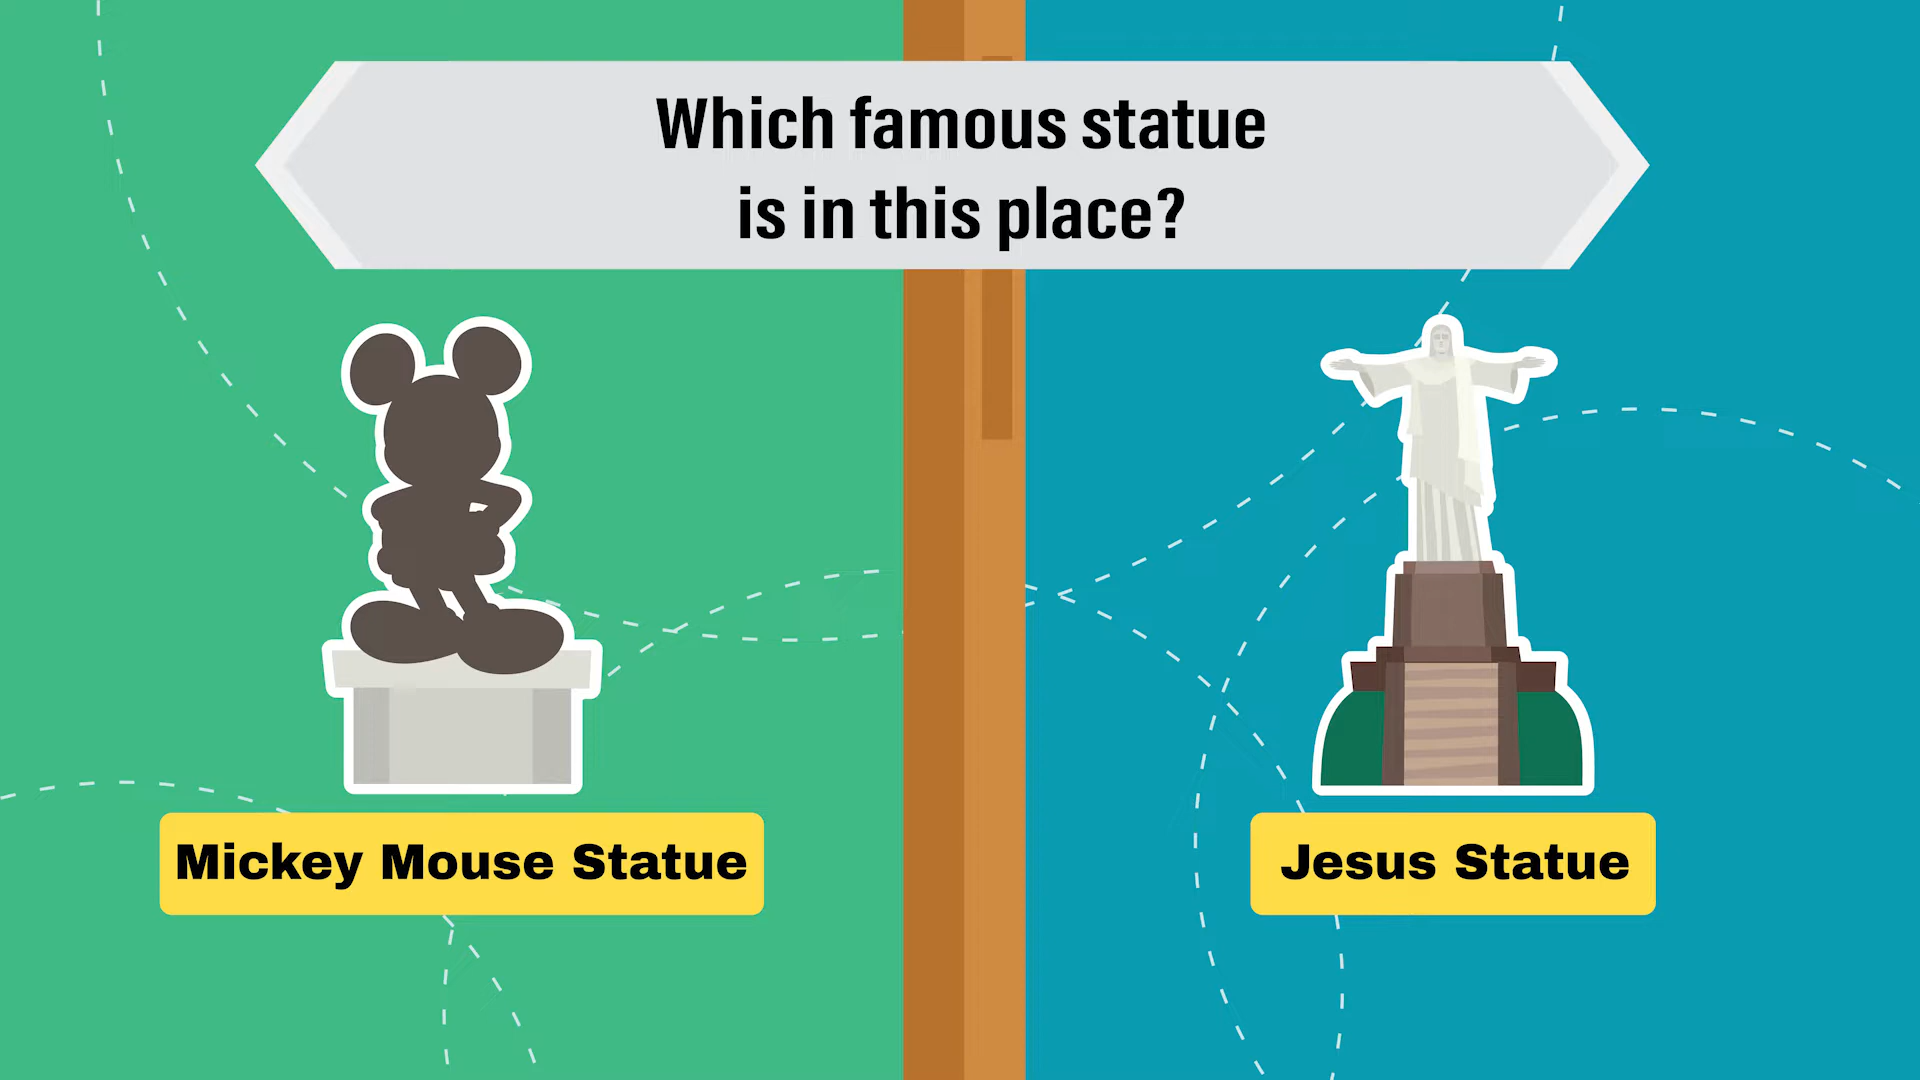 Which famous statue
is in this place?
Mickey Mouse Statue
Jesus Statue